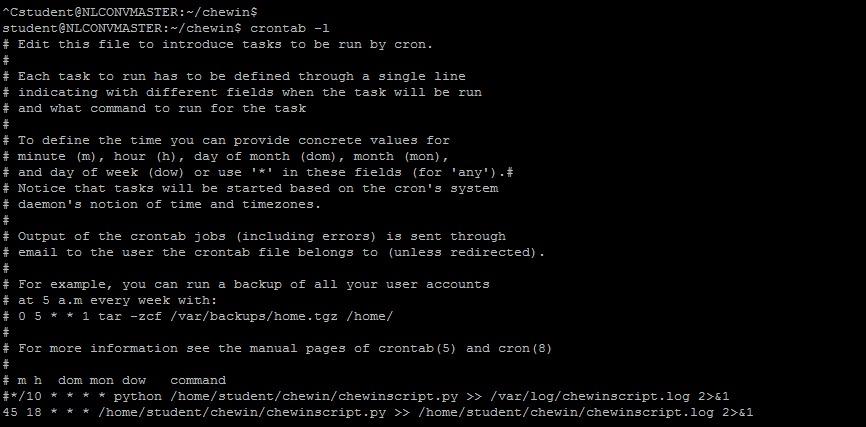 ^Cstudent@NLCONVMASTER:~/chewin$
student@NLCONVMASTER:~/chewin$ crontab -l
# Edit this file to introduce tasks to be run by cron.
#
# Each task to run has to be defined through a single line
# indicating with different fields when the task will be run
# and what command to run for the task
#
# To define the time you can provide concrete values for
# minute (m), hour (h), day of month (dom), month (mon),
# and day of week (dow) or use '*' in these fields (for 'any').#
# Notice that tasks will be started based on the cron's system
# daemon's notion of time and timezones.
#
# Output of the crontab jobs (including errors) is sent through
# email to the user the crontab file belongs to (unless redirected).
#
# For example, you can run a backup of all your user accounts
# at 5 a.m every week with:
# 0 5 * * 1 tar -zcf /var/backups/home.tgz /home/
#
# For more information see the manual pages of crontab(5) and cron(8)
#
# m h  dom mon dow   command
#*/10 * * * * python /home/student/chewin/chewinscript.py >> /var/log/chewinscript.log 2>&1
45 18 * * * /home/student/chewin/chewinscript.py >> /home/student/chewin/chewinscript.log 2>&1